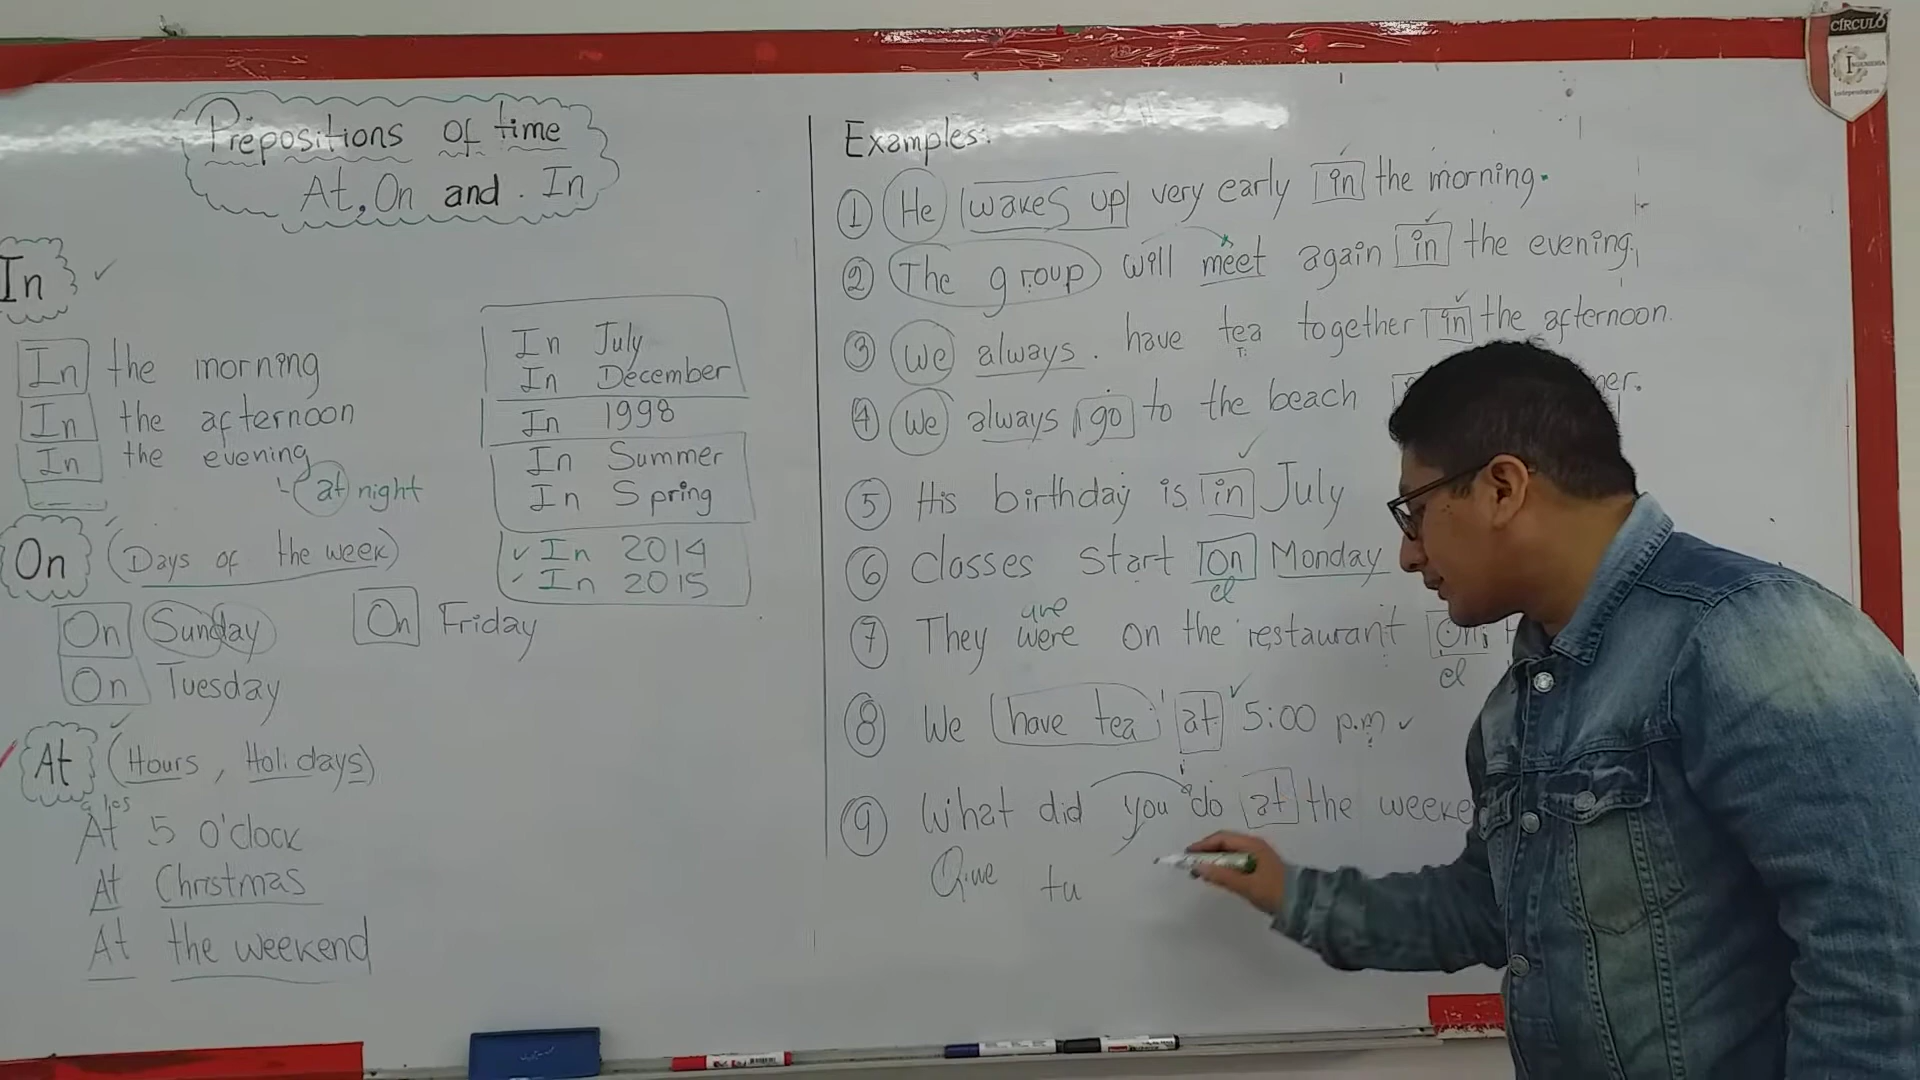 Prepositions of time
At, On and . In
In
In the morning
In the afternoon
In the evening
at night
In July
In December
In 1998
In Summer
In Spring
In 2014
In 2015
On (Days of the week)
On Sunday
On Friday
On Tuesday
At (Hours, Holidays)
a las
At 5 o'clock
At Christmas
At the weekend
Examples:
① He wakes up very early in the morning.
② The group will meet again in the evening.
③ We always . have tea together in the afternoon.
④ We always go to the beach
⑤ His birthday is in July
⑥ Classes start on Monday
el
are
⑦ They were on the restaurant On
el
⑧ We have tea at 5:00 p.m
⑨ What did you do at the weeke
Que tu
CÍRCULO
INGENIERÍA
Independencia